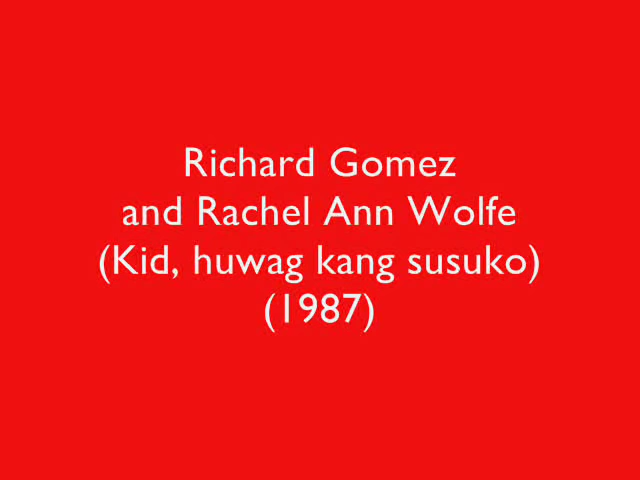 Richard Gomez
and Rachel Ann Wolfe
(Kid, huwag kang susuko)
(1987)